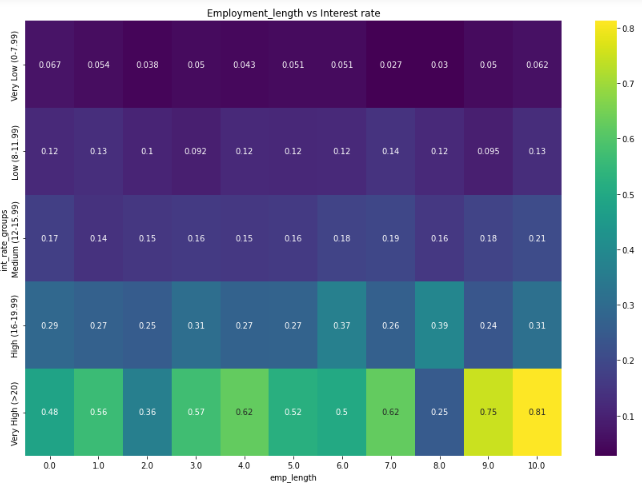 Employment_length vs Interest rate
int_rate_groups
Very Low (0-7.99) 0.067 0.054 0.038 0.05 0.043 0.051 0.051 0.027 0.03 0.05 0.062
Low (8-11.99) 0.12 0.13 0.1 0.092 0.12 0.12 0.12 0.14 0.12 0.095 0.13
Medium (12-15.99) 0.17 0.14 0.15 0.16 0.15 0.16 0.18 0.19 0.16 0.18 0.21
High (16-19.99) 0.29 0.27 0.25 0.31 0.27 0.27 0.37 0.26 0.39 0.24 0.31
Very High (>20) 0.48 0.56 0.36 0.57 0.62 0.52 0.5 0.62 0.25 0.75 0.81
0.0 1.0 2.0 3.0 4.0 5.0 6.0 7.0 8.0 9.0 10.0
emp_length
0.8
0.7
0.6
0.5
0.4
0.3
0.2
0.1